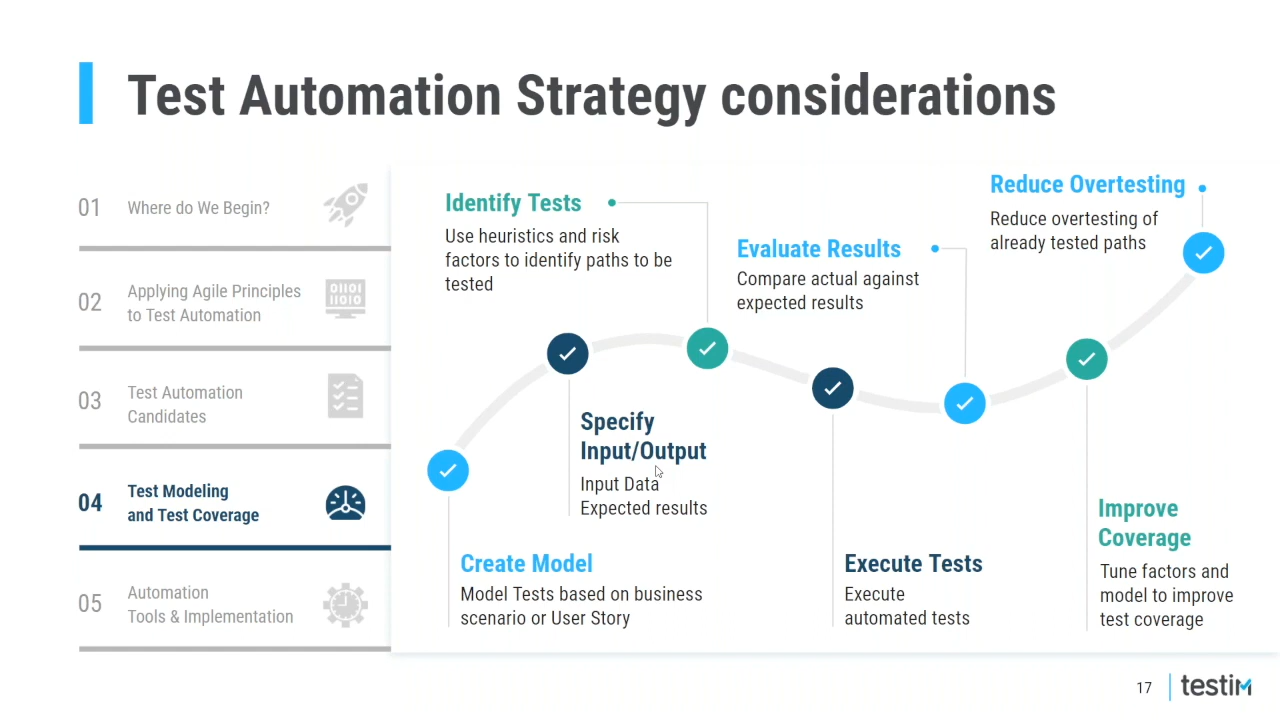 Test Automation Strategy considerations
01
Where do We Begin?
02
Applying Agile Principles
to Test Automation
03
Test Automation
Candidates
04
Test Modeling
and Test Coverage
05
Automation
Tools & Implementation
Create Model
Model Tests based on business
scenario or User Story
Specify
Input/Output
Input Data
Expected results
Identify Tests
Use heuristics and risk
factors to identify paths to be
tested
Execute Tests
Execute
automated tests
Evaluate Results
Compare actual against
expected results
Improve
Coverage
Tune factors and
model to improve
test coverage
Reduce Overtesting
Reduce overtesting of
already tested paths
17
testim